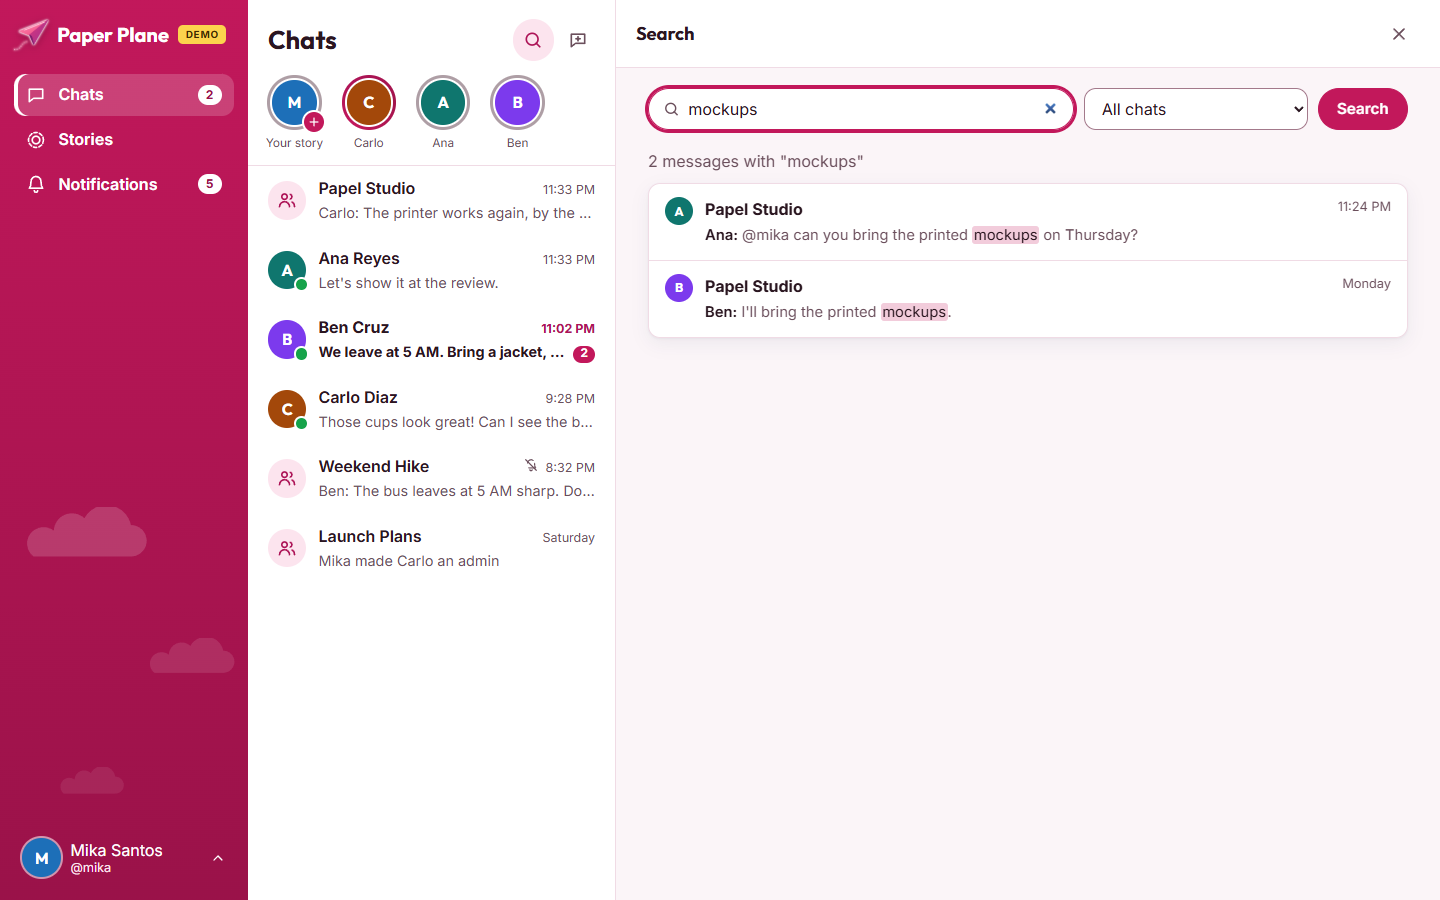 Paper Plane DEMO
Chats 2
Stories
Notifications 5
M Mika Santos
@mika
Chats
M C A B
Your story Carlo Ana Ben
Papel Studio 11:33 PM
Carlo: The printer works again, by the ...
A Ana Reyes 11:33 PM
Let's show it at the review.
B Ben Cruz 11:02 PM
We leave at 5 AM. Bring a jacket, ... 2
C Carlo Diaz 9:28 PM
Those cups look great! Can I see the b...
Weekend Hike 8:32 PM
Ben: The bus leaves at 5 AM sharp. Do...
Launch Plans Saturday
Mika made Carlo an admin
Search
mockups All chats Search
2 messages with "mockups"
A Papel Studio 11:24 PM
Ana: @mika can you bring the printed mockups on Thursday?
B Papel Studio Monday
Ben: I'll bring the printed mockups.